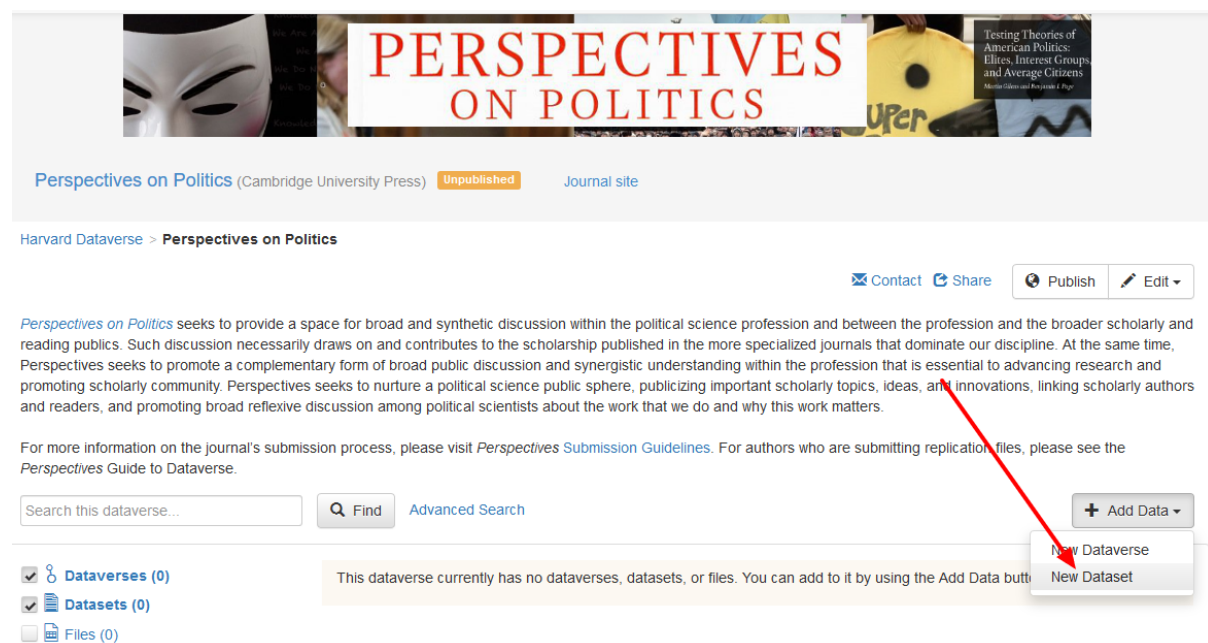 PERSPECTIVES
ON POLITICS
Testing Theories of
American Politics:
Elites, Interest Groups,
and Average Citizens
Martin Gilens and Benjamin I. Page
Super
Perspectives on Politics (Cambridge University Press) Unpublished Journal site
Harvard Dataverse > Perspectives on Politics
Contact Share Publish Edit
Perspectives on Politics seeks to provide a space for broad and synthetic discussion within the political science profession and between the profession and the broader scholarly and
reading publics. Such discussion necessarily draws on and contributes to the scholarship published in the more specialized journals that dominate our discipline. At the same time,
Perspectives seeks to promote a complementary form of broad public discussion and synergistic understanding within the profession that is essential to advancing research and
promoting scholarly community. Perspectives seeks to nurture a political science public sphere, publicizing important scholarly topics, ideas, and innovations, linking scholarly authors
and readers, and promoting broad reflexive discussion among political scientists about the work that we do and why this work matters.
For more information on the journal's submission process, please visit Perspectives Submission Guidelines. For authors who are submitting replication files, please see the
Perspectives Guide to Dataverse.
Search this dataverse... Find Advanced Search + Add Data
New Dataverse
New Dataset
Dataverses (0)
This dataverse currently has no dataverses, datasets, or files. You can add to it by using the Add Data
Datasets (0)
Files (0)